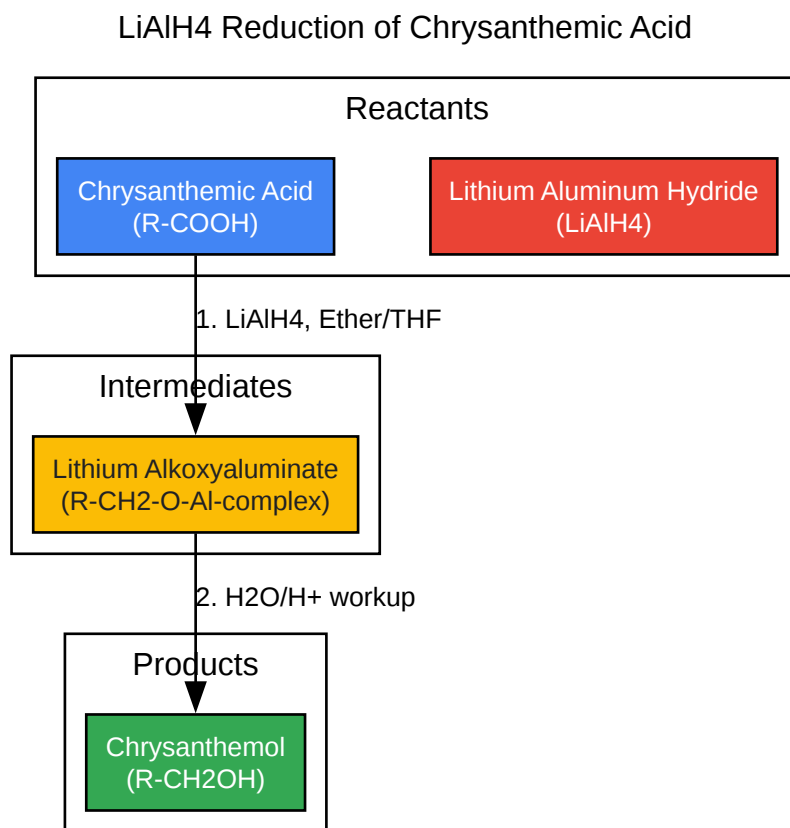 LiAlH4 Reduction of Chrysanthemic Acid
Reactants
Chrysanthemic Acid
(R-COOH)
Lithium Aluminum Hydride
(LiAlH4)
1. LiAlH4, Ether/THF
Intermediates
Lithium Alkoxyaluminate
(R-CH2-O-Al-complex)
2. H2O/H+ workup
Products
Chrysanthemol
(R-CH2OH)